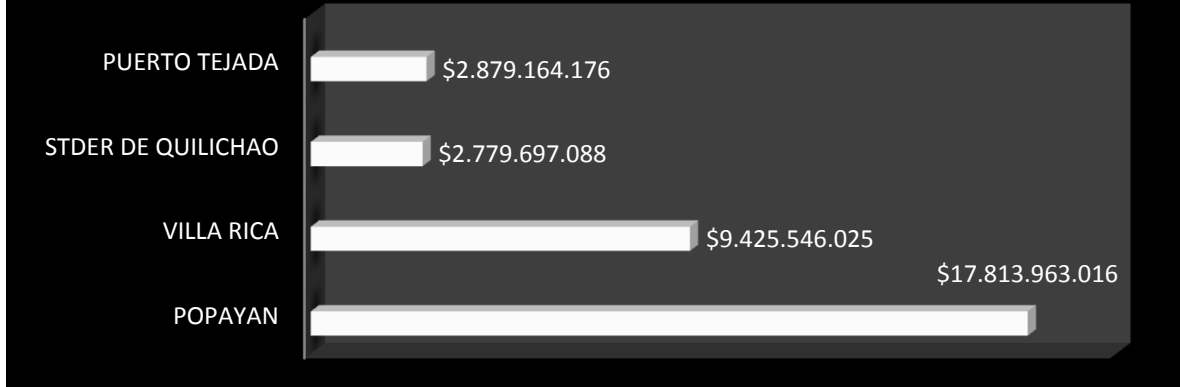 PUERTO TEJADA
$2.879.164.176
STDER DE QUILICHAO
$2.779.697.088
VILLA RICA
$9.425.546.025
$17.813.963.016
POPAYAN